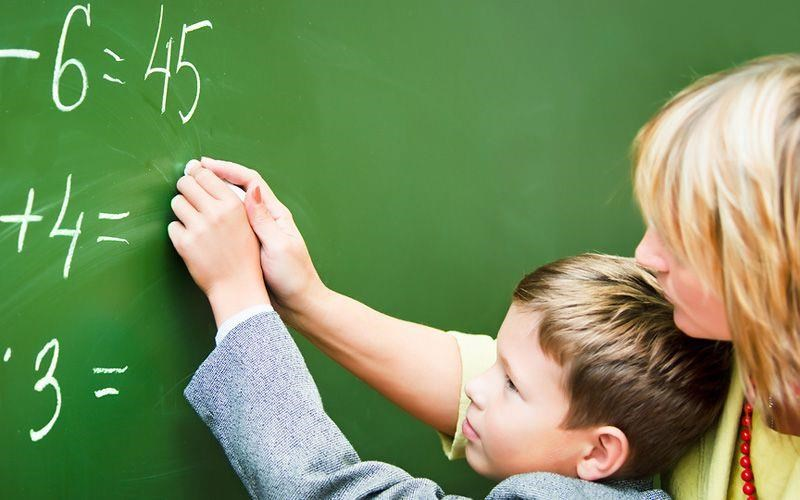 - 6 = 45
+ 4 =
· 3 =